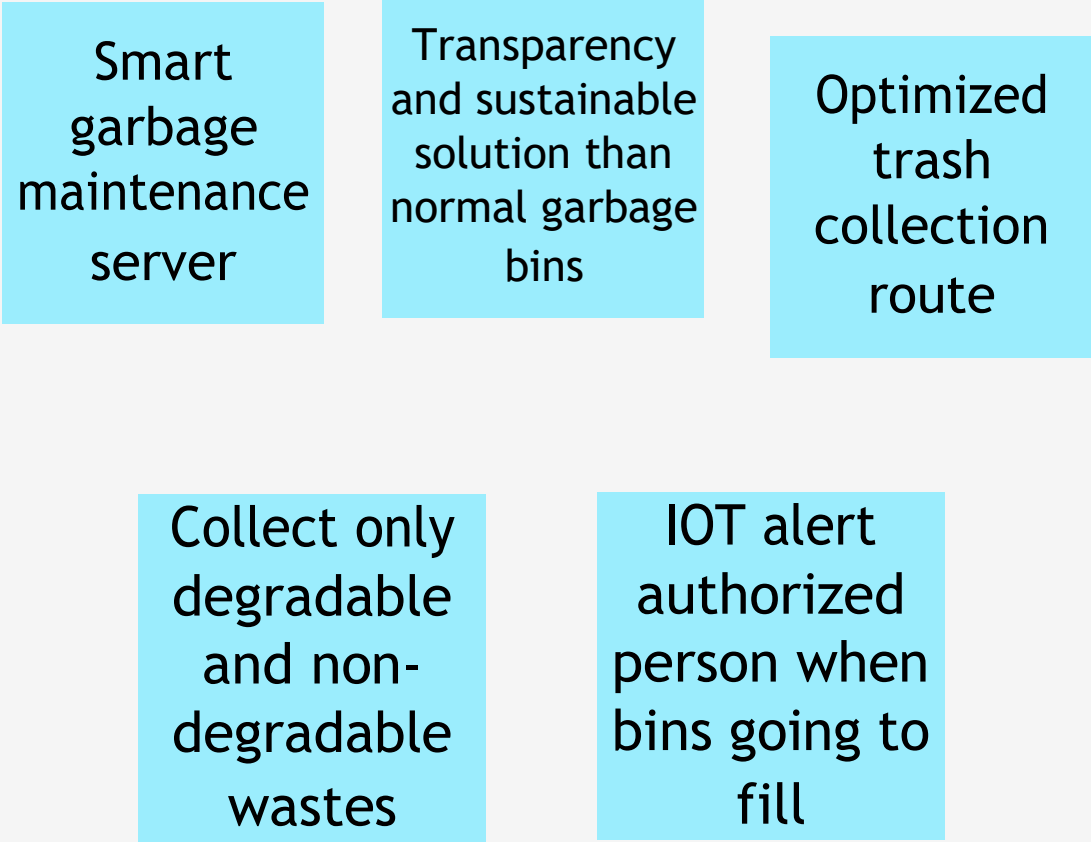 Smart
garbage
maintenance
server
Transparency
and sustainable
solution than
normal garbage
bins
Optimized
trash
collection
route
Collect only
degradable
and non-
degradable
wastes
IOT alert
authorized
person when
bins going to
fill